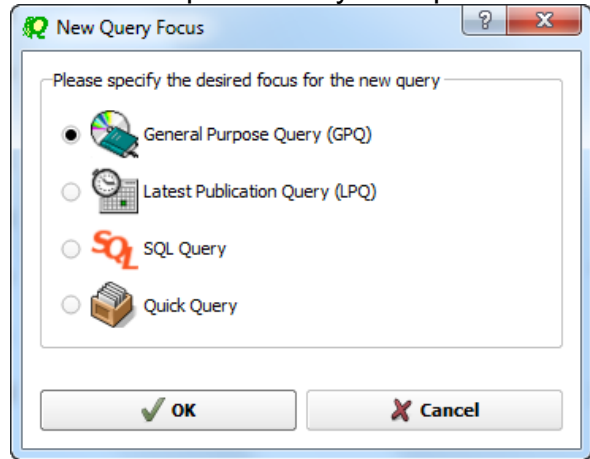 New Query Focus
Please specify the desired focus for the new query
General Purpose Query (GPQ)
Latest Publication Query (LPQ)
SQL
SQL Query
Quick Query
OK
Cancel